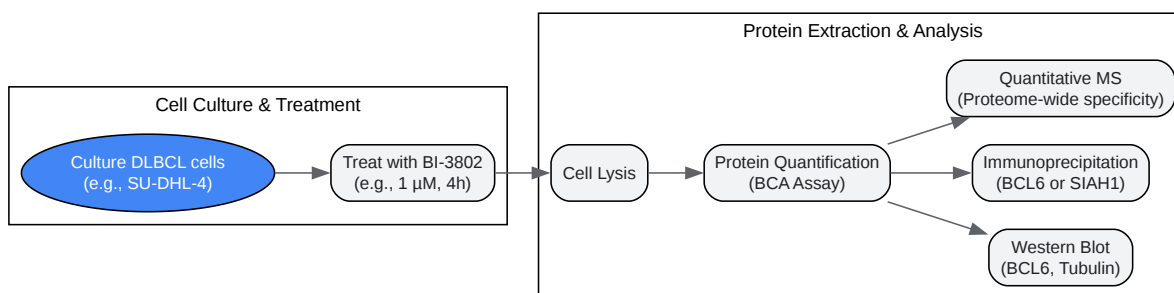 Cell Culture & Treatment
Culture DLBCL cells
(e.g., SU-DHL-4)
Treat with BI-3802
(e.g., 1 µM, 4h)
Protein Extraction & Analysis
Cell Lysis
Protein Quantification
(BCA Assay)
Quantitative MS
(Proteome-wide specificity)
Immunoprecipitation
(BCL6 or SIAH1)
Western Blot
(BCL6, Tubulin)